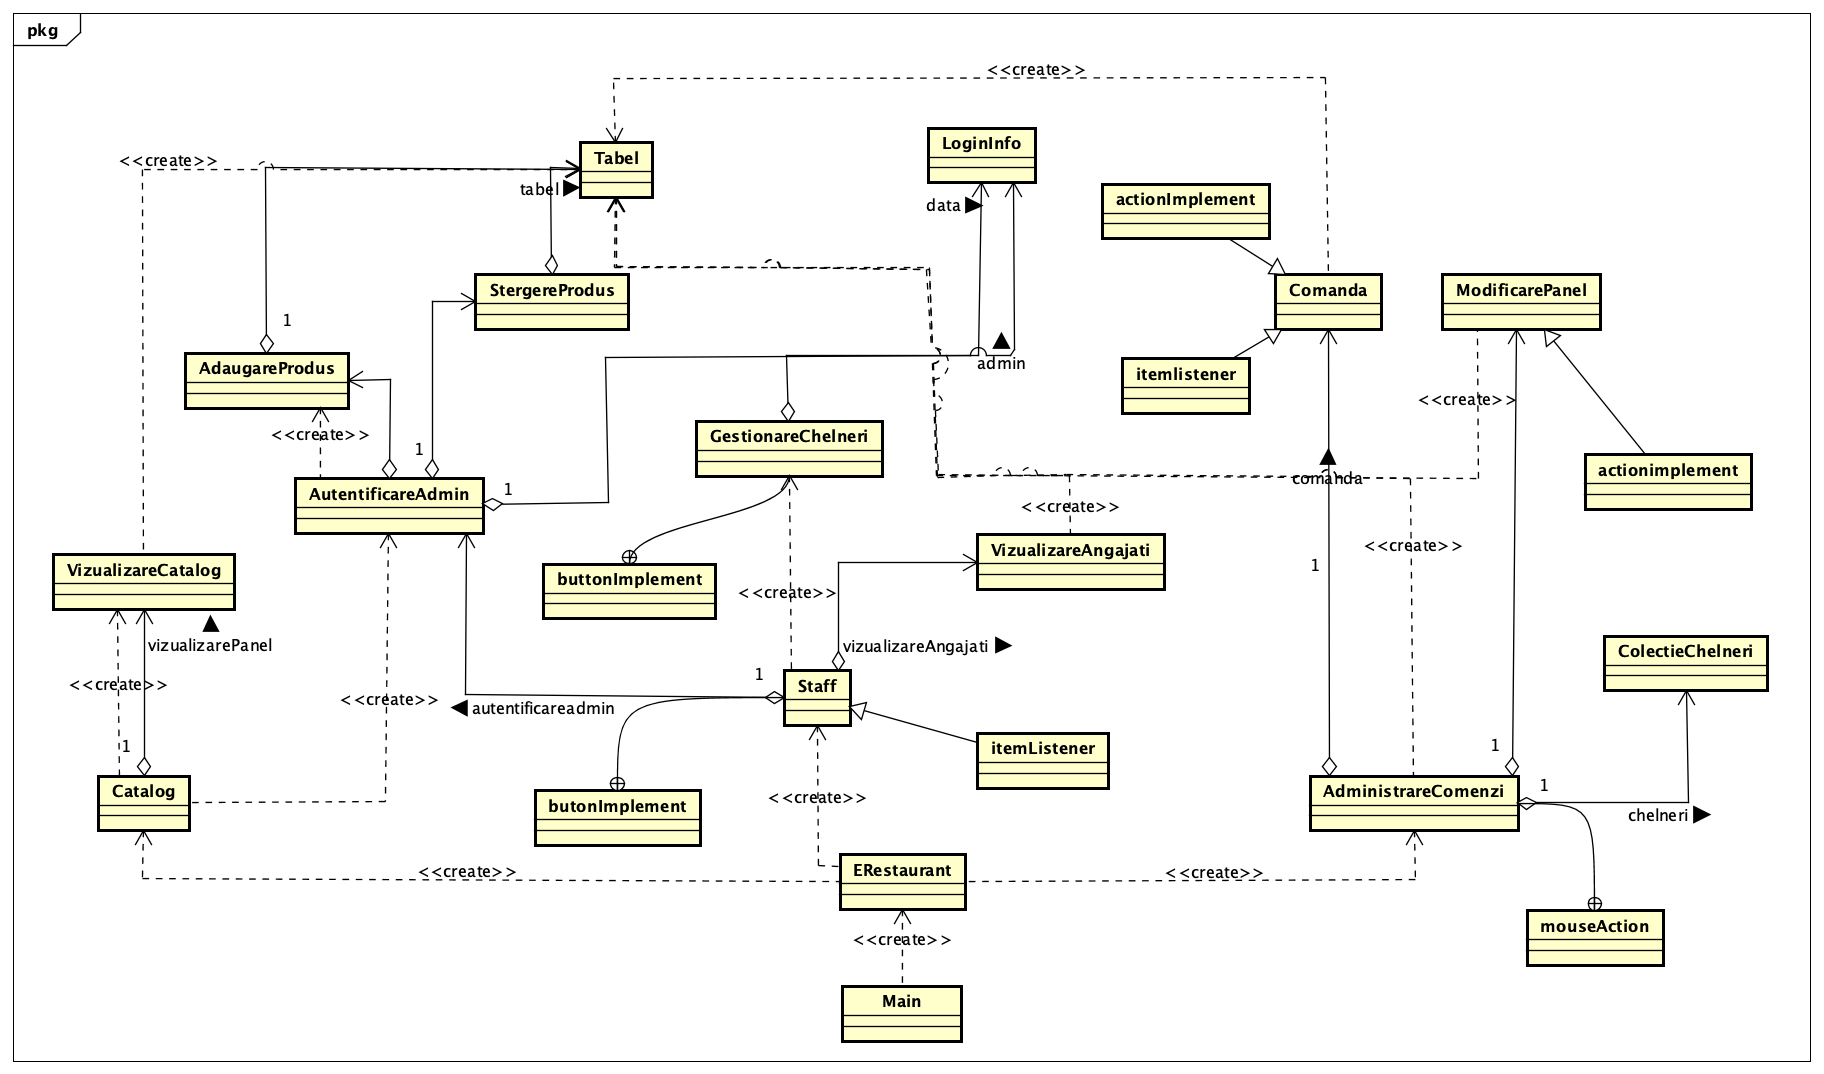 pkg
<<create>>
LoginInfo
Tabel
<<create>>
tabel
actionImplement
data
StergereProdus
Comanda
ModificarePanel
1
AdaugareProdus
admin
itemlistener
<<create>>
<<create>>
GestionareChelneri
1
actionimplement
comanda
AutentificareAdmin
1
<<create>>
<<create>>
VizualizareAngajati
VizualizareCatalog
1
buttonImplement
<<create>>
vizualizarePanel
vizualizareAngajati
ColectieChelneri
<<create>>
1
Staff
<<create>>
autentificareadmin
1
itemListener
1
1
Catalog
AdministrareComenzi
butonImplement
<<create>>
chelneri
<<create>>
ERestaurant
<<create>>
mouseAction
<<create>>
Main